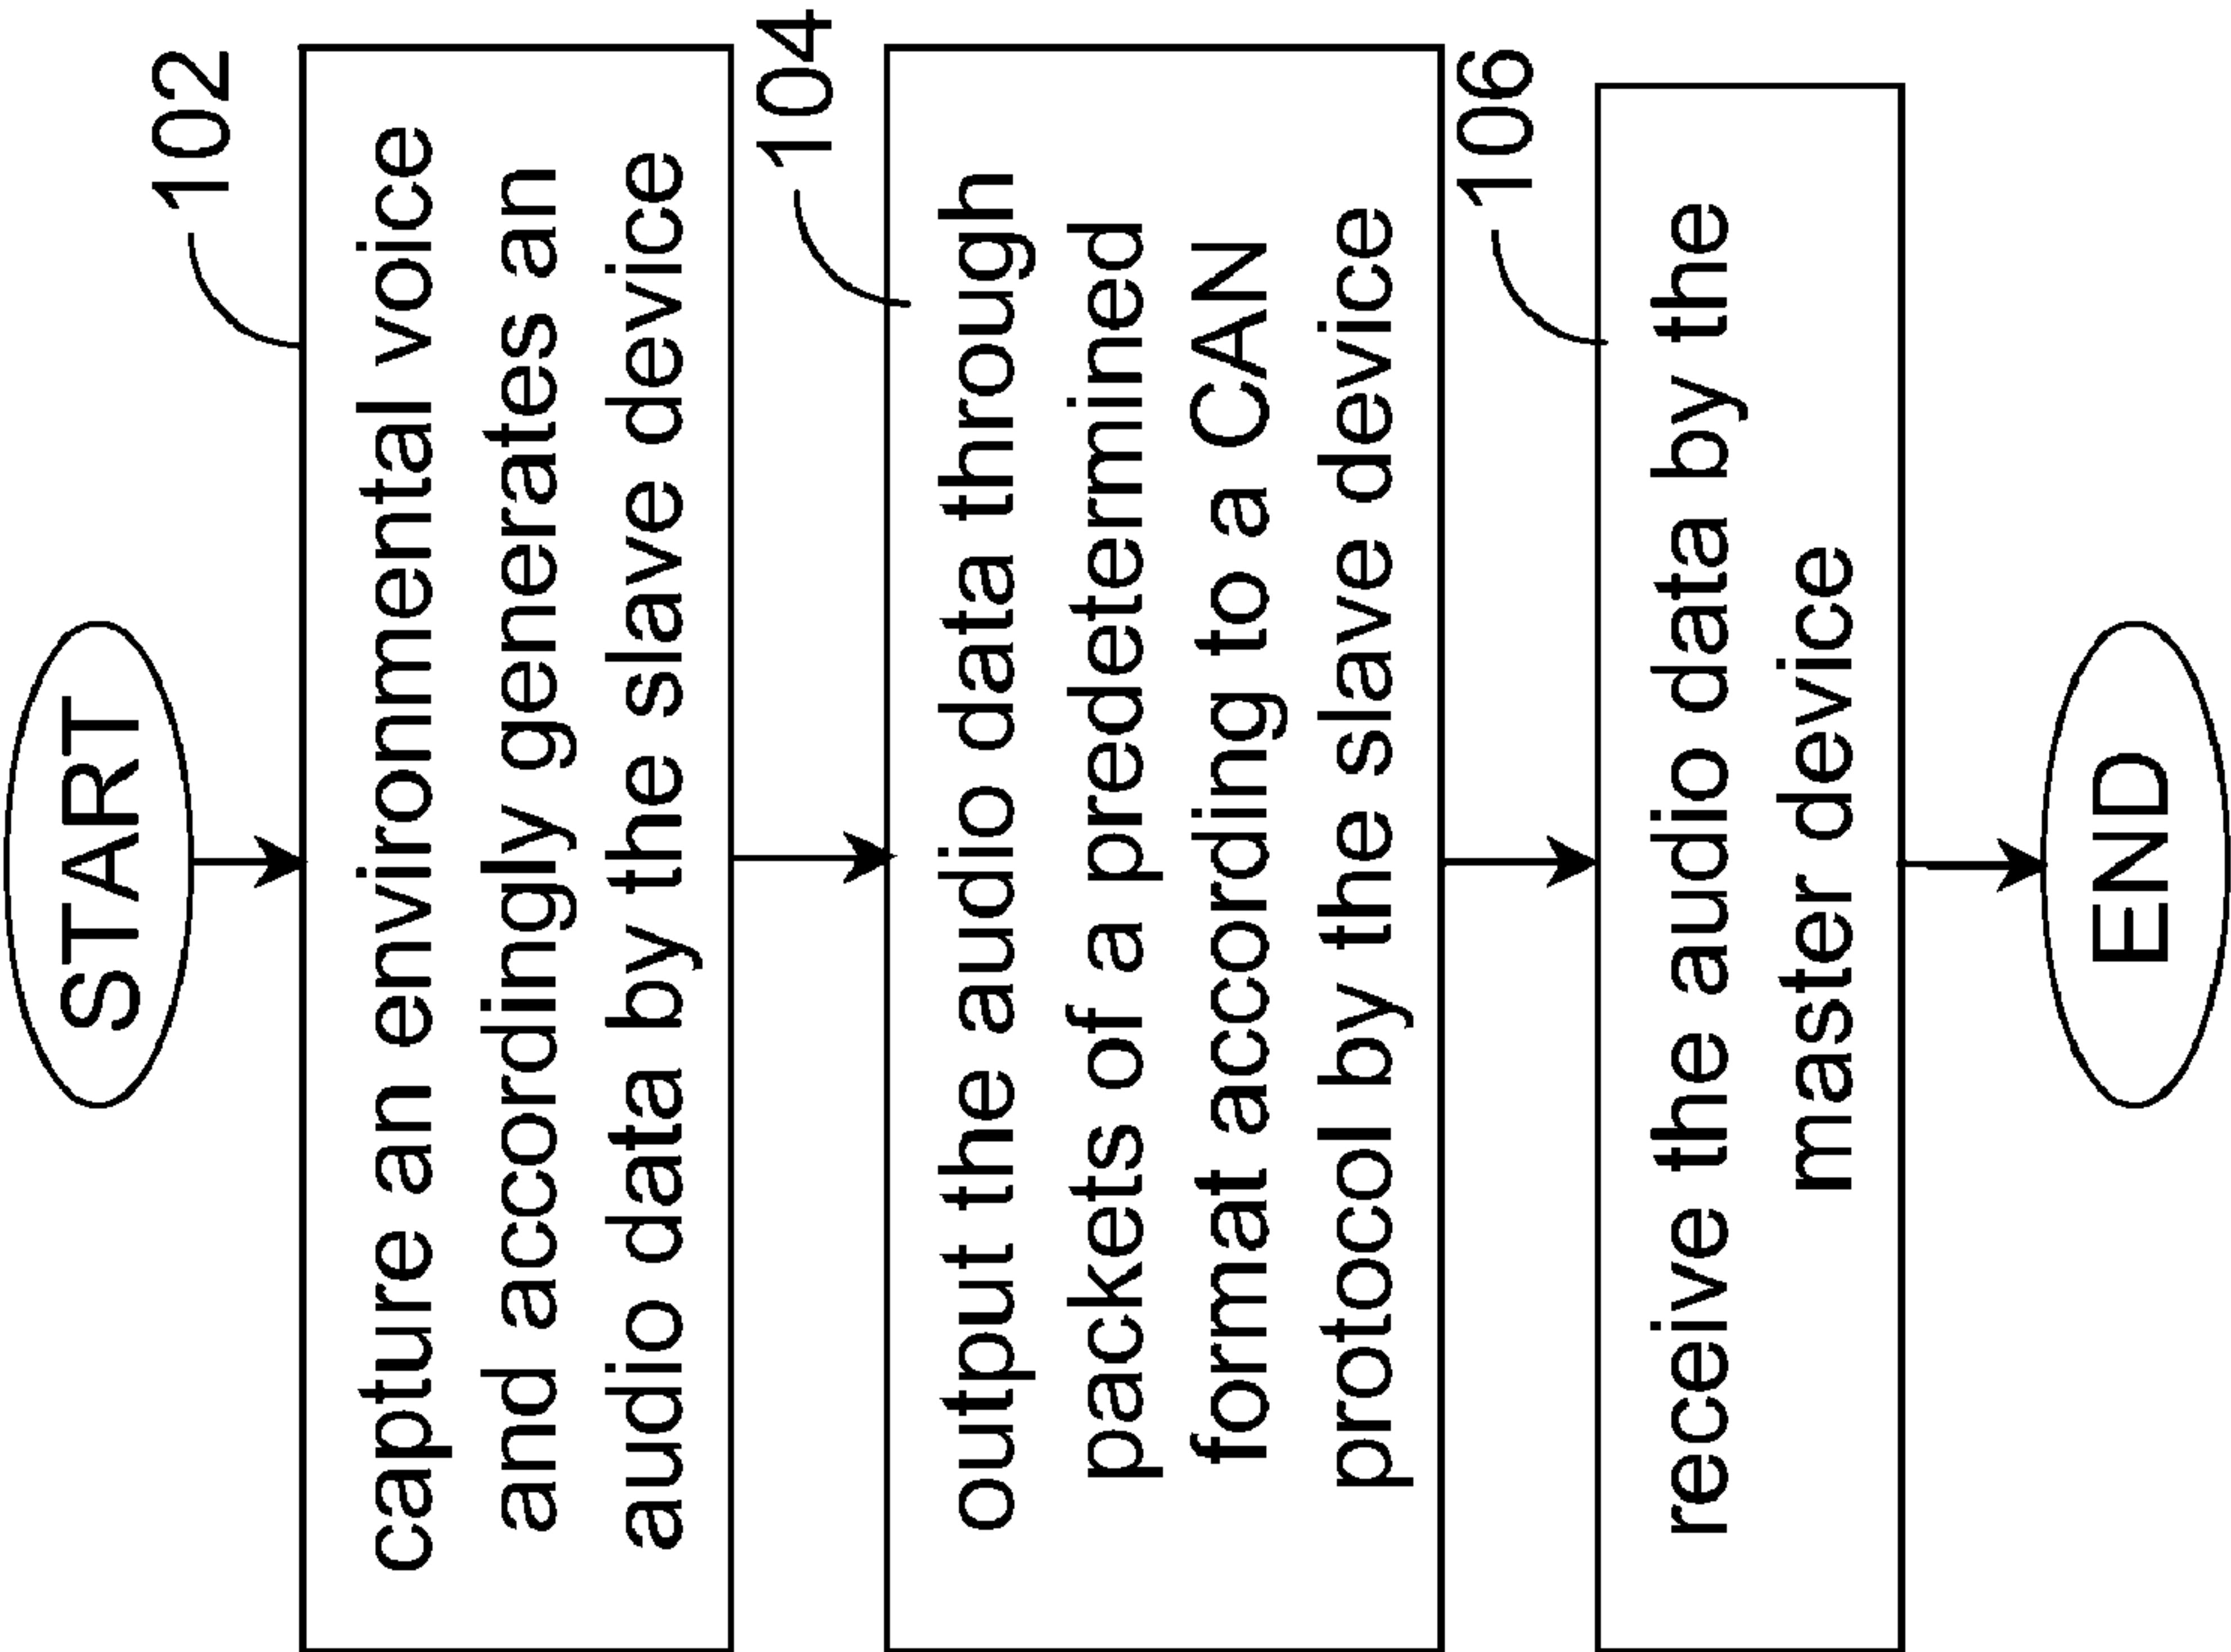 START
102
capture an environmental voice
and accordingly generates an
audio data by the slave device
104
output the audio data through
packets of a predetermined
format according to a CAN
protocol by the slave device
106
receive the audio data by the
master device
END